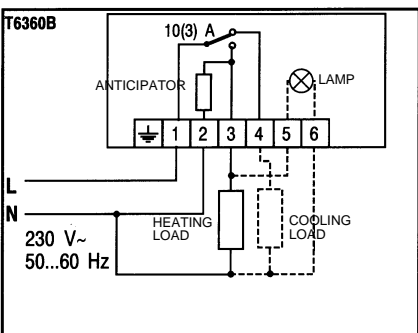 T6360B
10(3) A
ANTICIPATOR
LAMP
1 2 3 4 5 6
L
N
HEATING
LOAD
COOLING
LOAD
230 V~
50...60 Hz